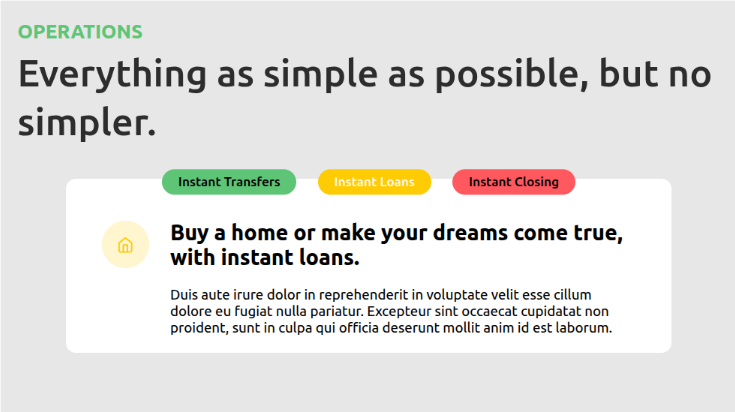 OPERATIONS
Everything as simple as possible, but no
simpler.
Instant Transfers Instant Loans Instant Closing
Buy a home or make your dreams come true,
with instant loans.
Duis aute irure dolor in reprehenderit in voluptate velit esse cillum
dolore eu fugiat nulla pariatur. Excepteur sint occaecat cupidatat non
proident, sunt in culpa qui officia deserunt mollit anim id est laborum.